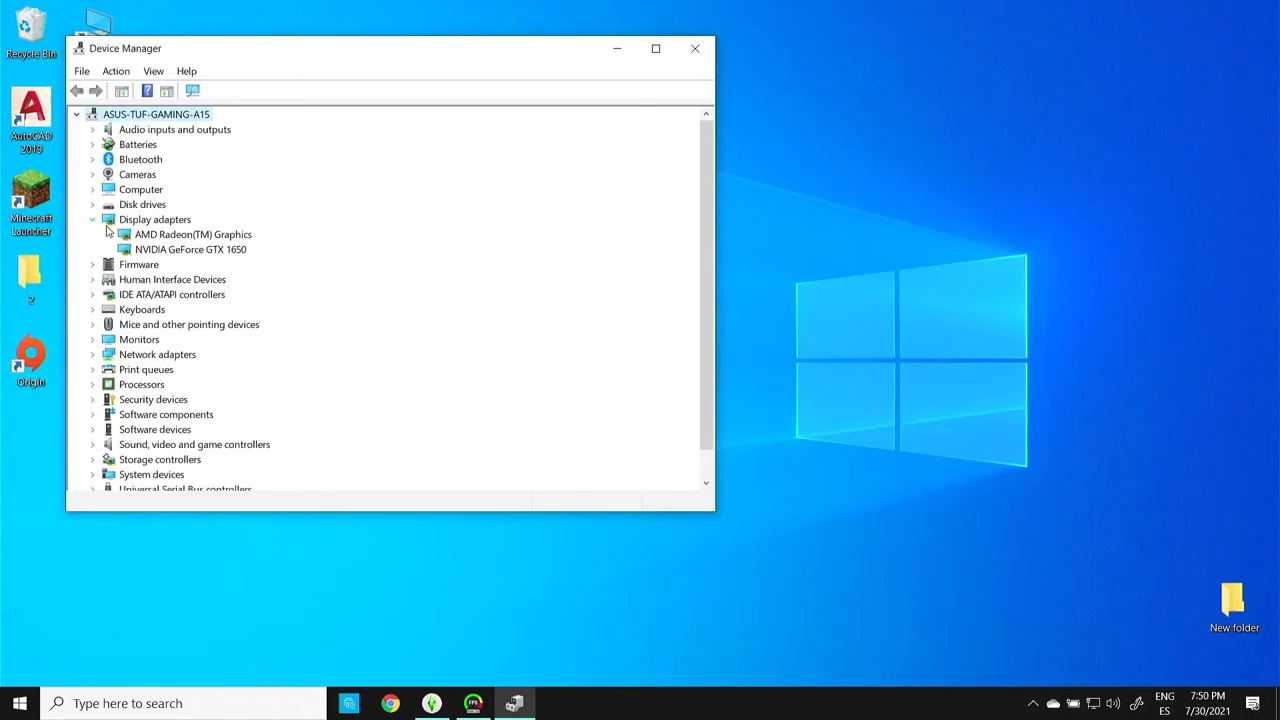 Recycle Bin
AutoCAD
2019
Minecraft
Launcher
2
Origin
Device Manager
File Action View Help
ASUS-TUF-GAMING-A15
Audio inputs and outputs
Batteries
Bluetooth
Cameras
Computer
Disk drives
Display adapters
AMD Radeon(TM) Graphics
NVIDIA GeForce GTX 1650
Firmware
Human Interface Devices
IDE ATA/ATAPI controllers
Keyboards
Mice and other pointing devices
Monitors
Network adapters
Print queues
Processors
Security devices
Software components
Software devices
Sound, video and game controllers
Storage controllers
System devices
Universal Serial Bus controllers
New folder
Type here to search
FPS
ENG
ES
7:50 PM
7/30/2021